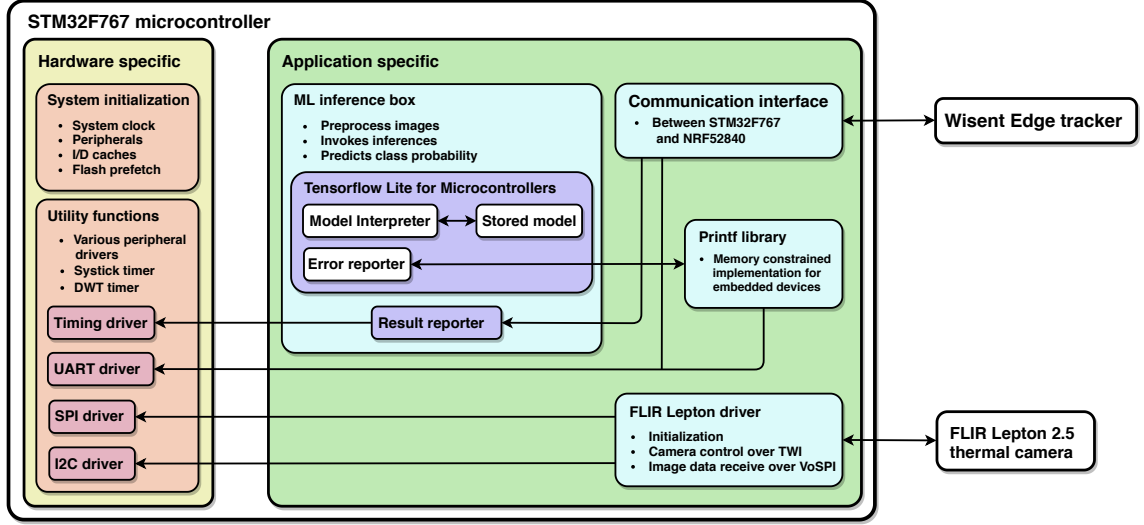 STM32F767 microcontroller
Hardware specific
System initialization
• System clock
• Peripherals
• I/D caches
• Flash prefetch
Utility functions
• Various peripheral
drivers
• Systick timer
• DWT timer
Timing driver
UART driver
SPI driver
I2C driver
Application specific
ML inference box
• Preprocess images
• Invokes inferences
• Predicts class probability
Tensorflow Lite for Microcontrollers
Model Interpreter
Stored model
Error reporter
Result reporter
Communication interface
• Between STM32F767
and NRF52840
Printf library
• Memory constrained
implementation for
embedded devices
FLIR Lepton driver
• Initialization
• Camera control over TWI
• Image data receive over VoSPI
Wisent Edge tracker
FLIR Lepton 2.5
thermal camera